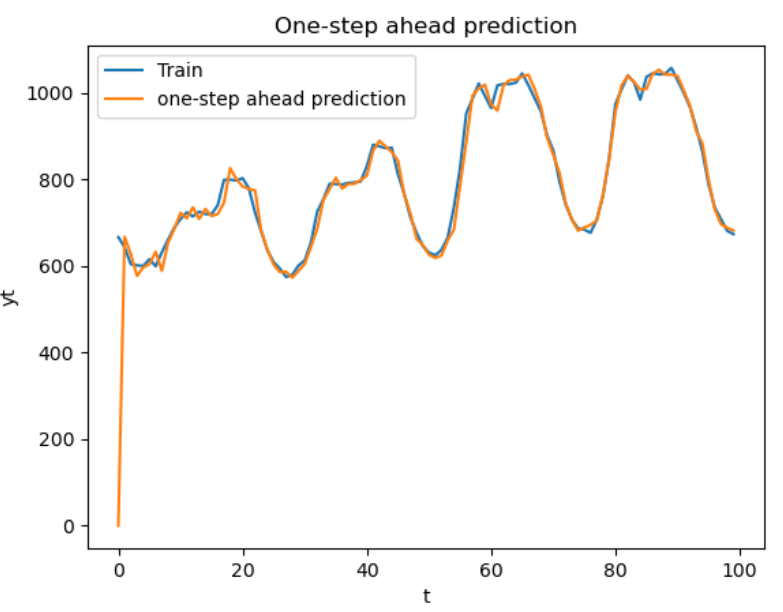 One-step ahead prediction
Train
one-step ahead prediction
1000
800
600
400
200
0
yt
0 20 40 60 80 100
t